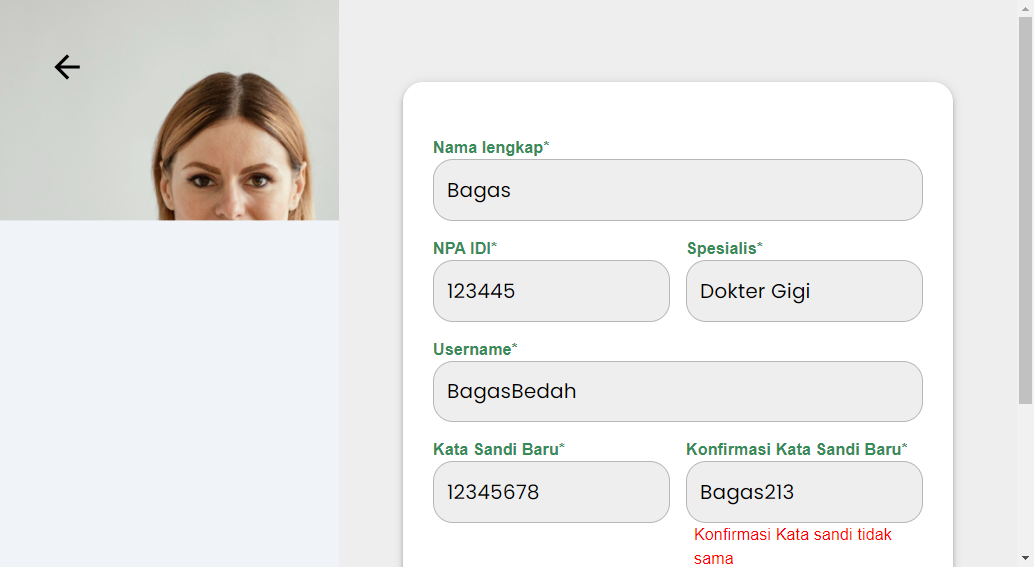 Nama lengkap*
Bagas
NPA IDI* Spesialis*
123445 Dokter Gigi
Username*
BagasBedah
Kata Sandi Baru* Konfirmasi Kata Sandi Baru*
12345678 Bagas213
Konfirmasi Kata sandi tidak
sama